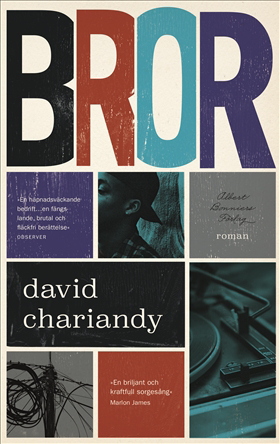 BROR
»En häpnadsväckande
bedrift... en fängs-
lande, brutal och
fläckfri berättelse»
OBSERVER
Albert
Bonniers
Förlag
roman
david
chariandy
»En briljant och
kraftfull sorgesång»
Marlon James